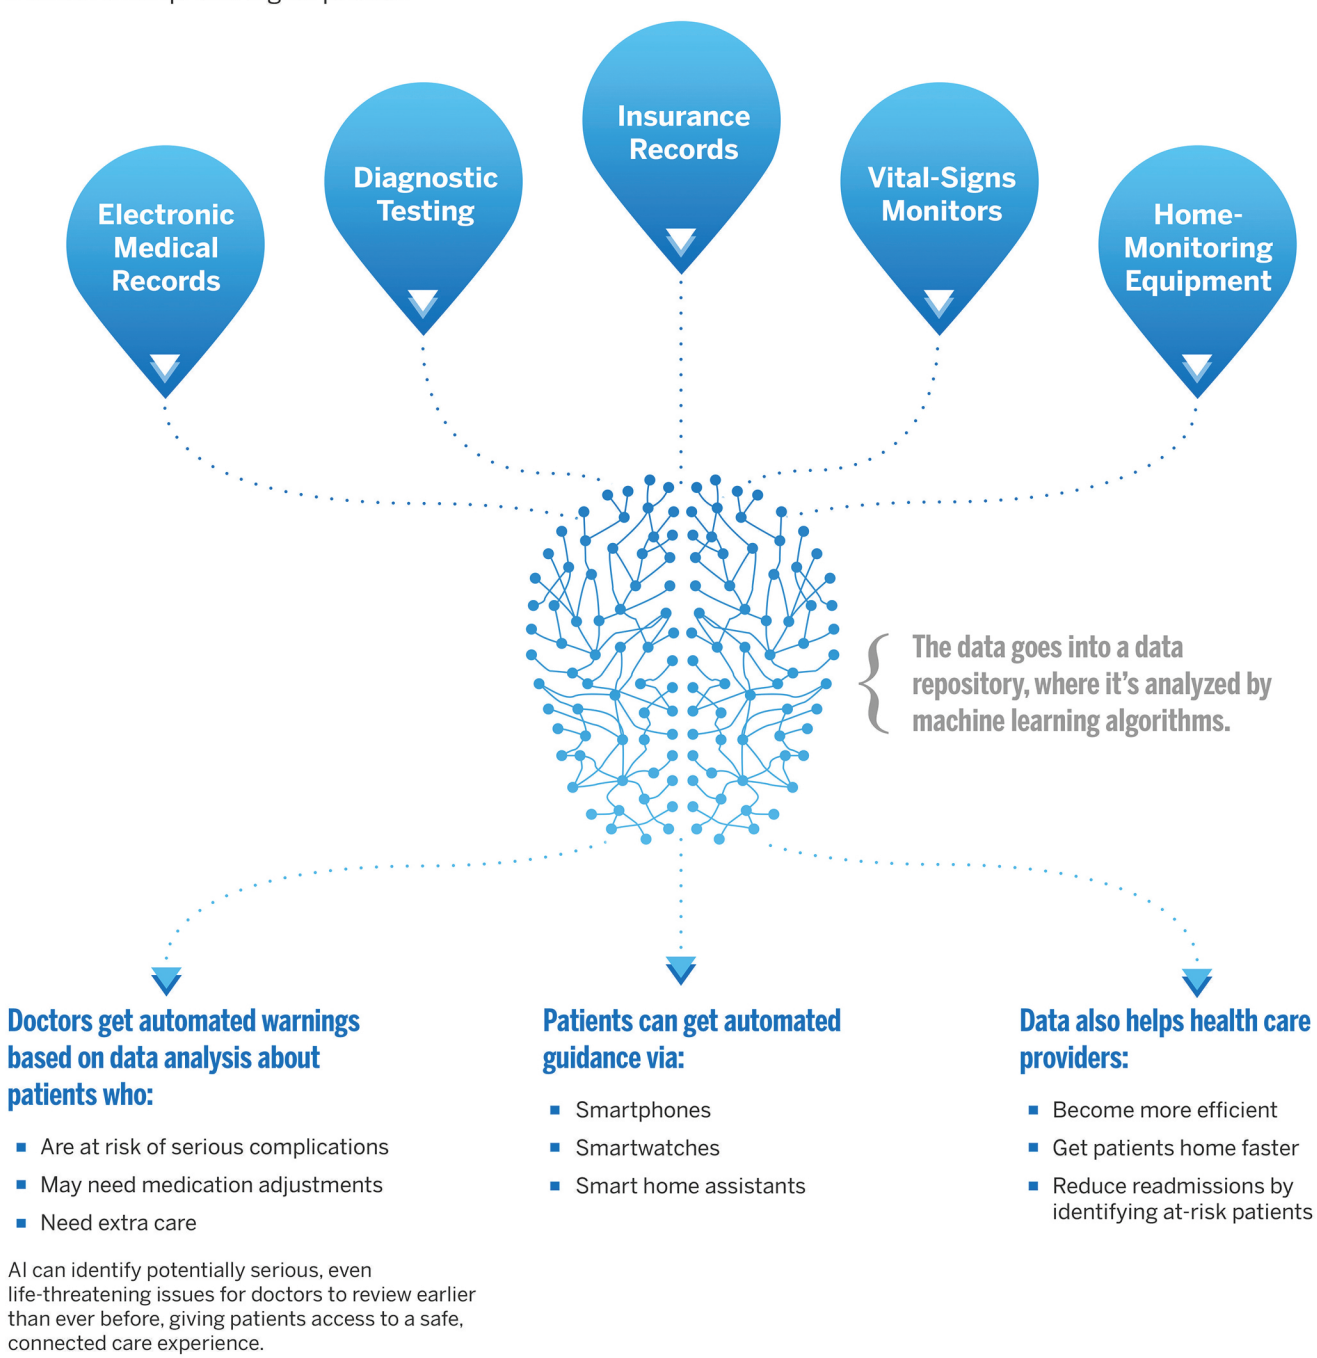 Electronic
Medical
Records
Diagnostic
Testing
Insurance
Records
Vital-Signs
Monitors
Home-
Monitoring
Equipment
The data goes into a data
repository, where it’s analyzed by
machine learning algorithms.
Doctors get automated warnings
based on data analysis about
patients who:
Are at risk of serious complications
May need medication adjustments
Need extra care
AI can identify potentially serious, even
life-threatening issues for doctors to review earlier
than ever before, giving patients access to a safe,
connected care experience.
Patients can get automated
guidance via:
Smartphones
Smartwatches
Smart home assistants
Data also helps health care
providers:
Become more efficient
Get patients home faster
Reduce readmissions by
identifying at-risk patients